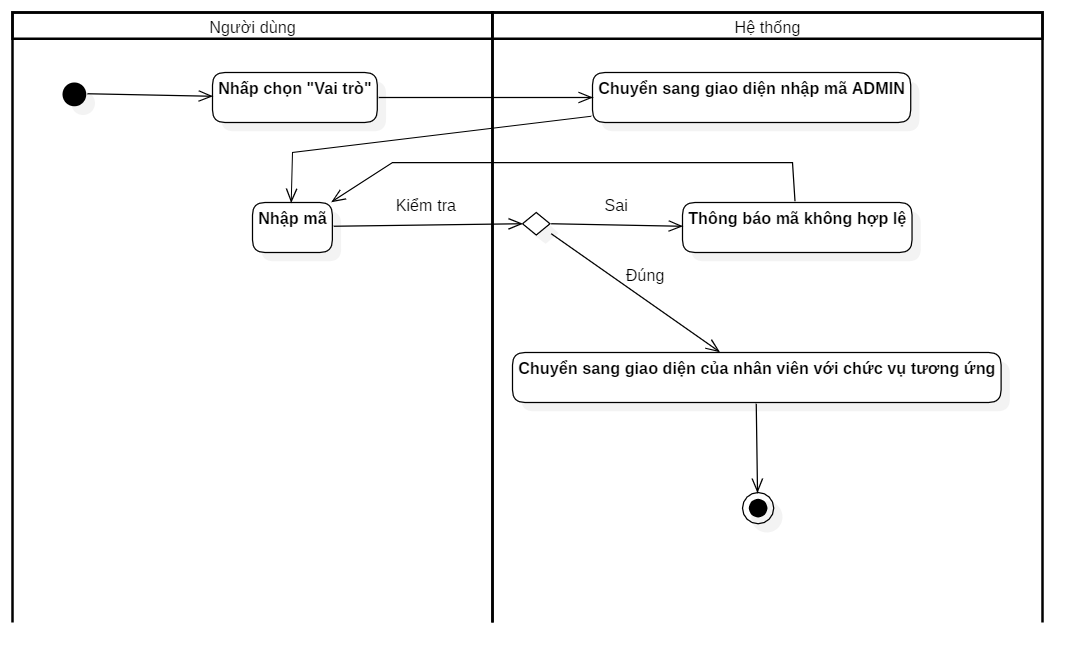 Người dùng
Hệ thống
Nhấp chọn "Vai trò"
Chuyển sang giao diện nhập mã ADMIN
Nhập mã
Kiểm tra
Sai
Thông báo mã không hợp lệ
Đúng
Chuyển sang giao diện của nhân viên với chức vụ tương ứng